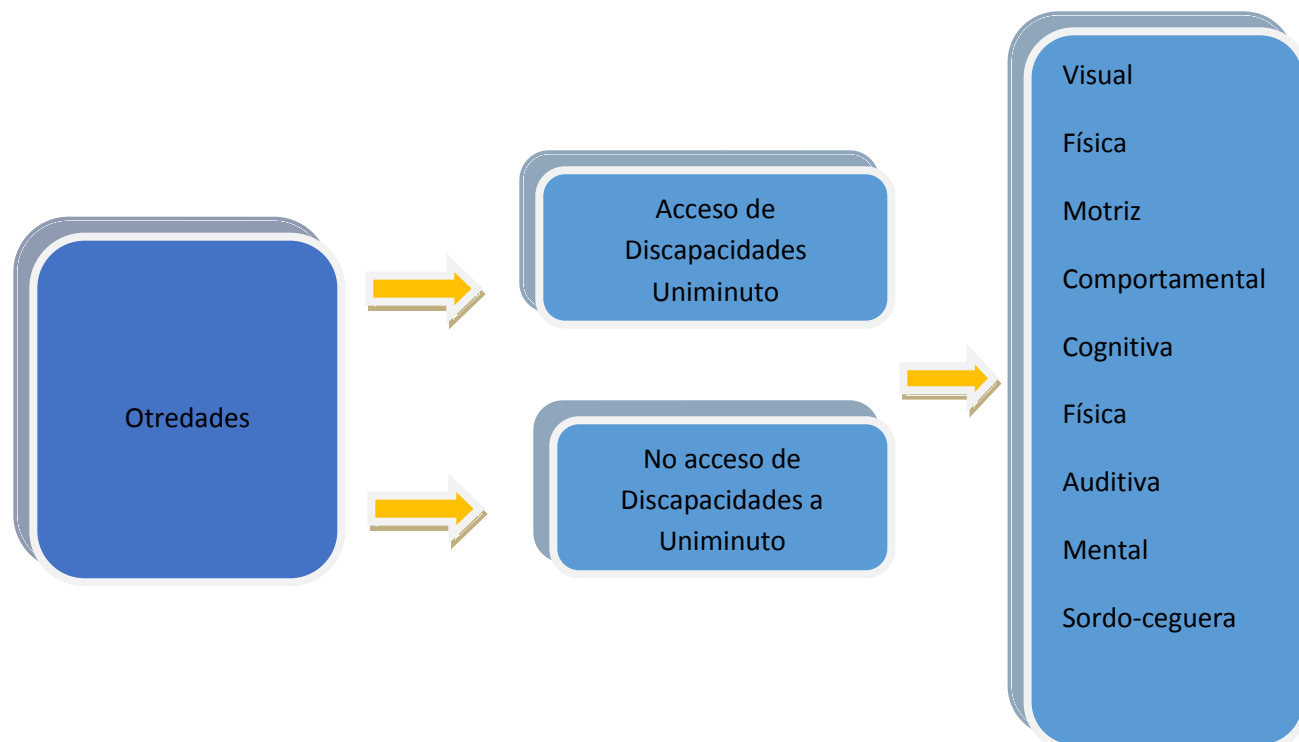 Otredades
Acceso de
Discapacidades
Uniminuto
No acceso de
Discapacidades a
Uniminuto
Visual
Física
Motriz
Comportamental
Cognitiva
Física
Auditiva
Mental
Sordo-ceguera